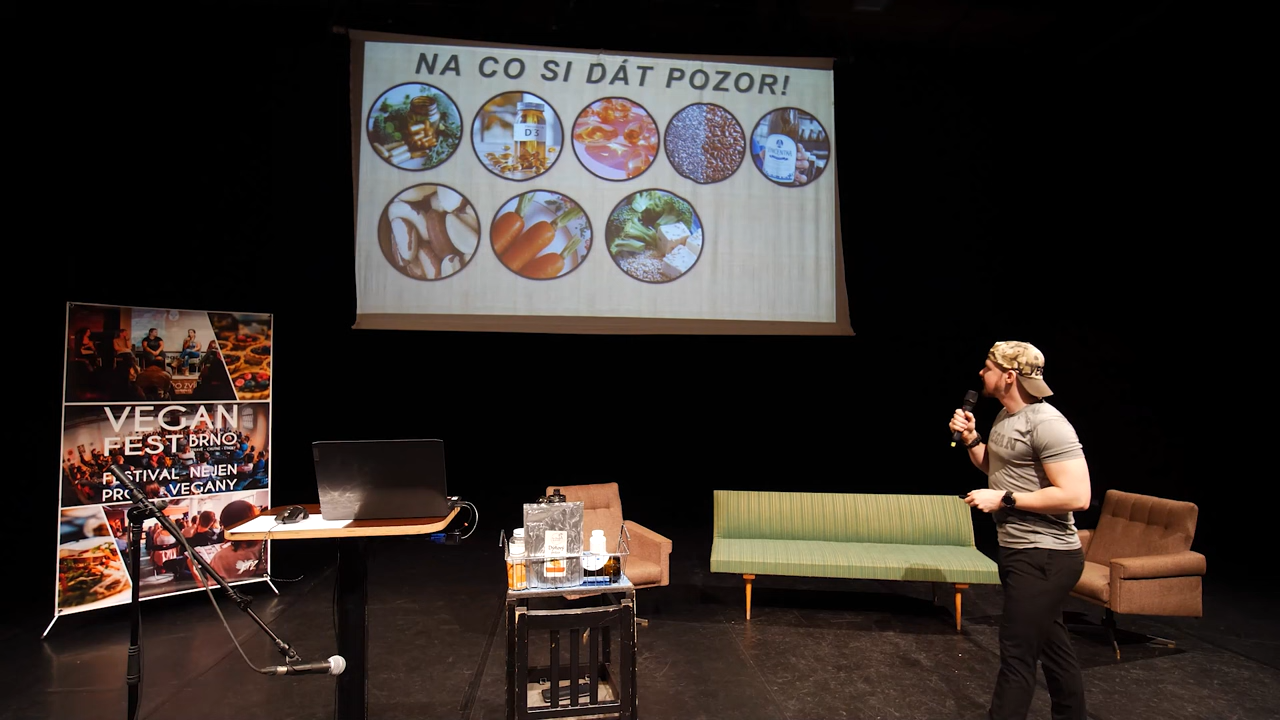 NA CO SI DÁT POZOR!
D3
VEGAN
FEST BRNO
FESTIVAL NEJEN
PRO VEGANY